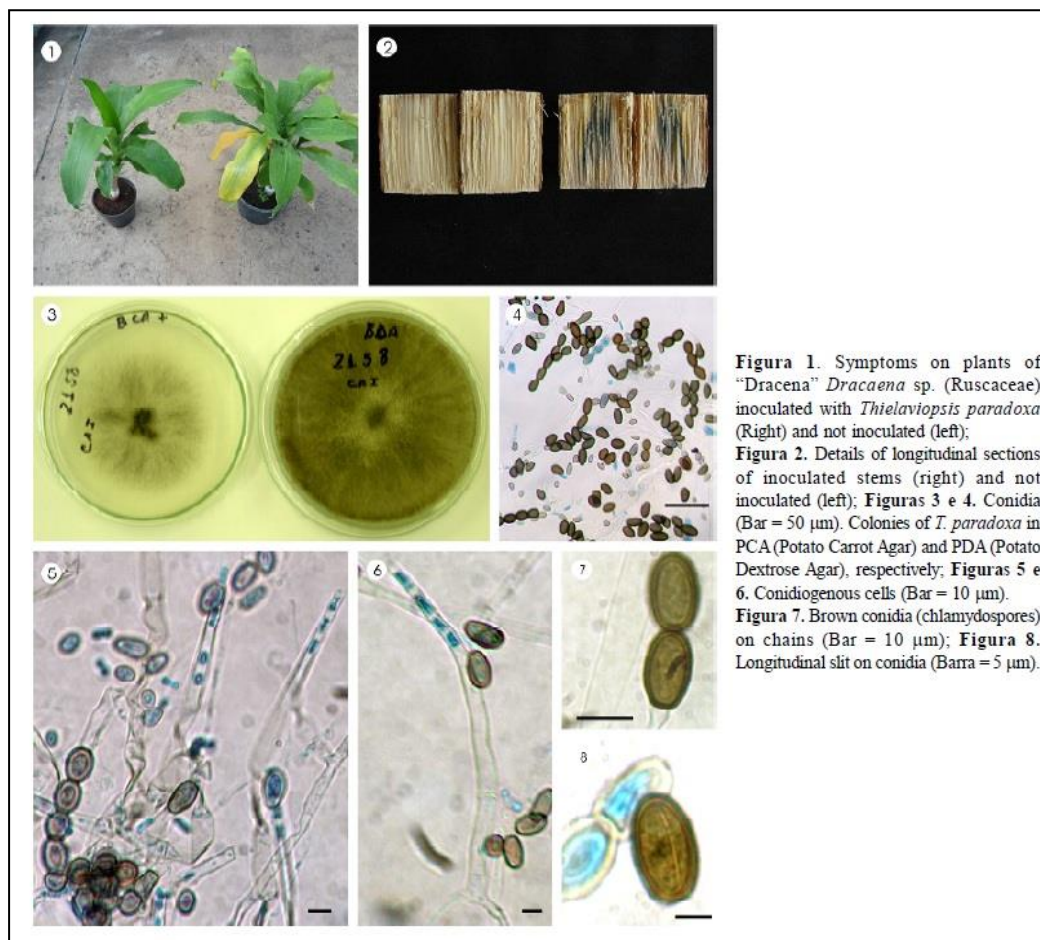 1
2
3
BCA +
2158
CAI
BDA
2158
CAI
4
5
6
7
8
Figura 1. Symptoms on plants of
“Dracena” Dracaena sp. (Ruscaceae)
inoculated with Thielaviopsis paradoxa
(Right) and not inoculated (left);
Figura 2. Details of longitudinal sections
of inoculated stems (right) and not
inoculated (left); Figuras 3 e 4. Conidia
(Bar = 50 μm). Colonies of T. paradoxa in
PCA (Potato Carrot Agar) and PDA (Potato
Dextrose Agar), respectively; Figuras 5 e
6. Conidiogenous cells (Bar = 10 μm).
Figura 7. Brown conidia (chlamydospores)
on chains (Bar = 10 μm); Figura 8.
Longitudinal slit on conidia (Barra = 5 μm).